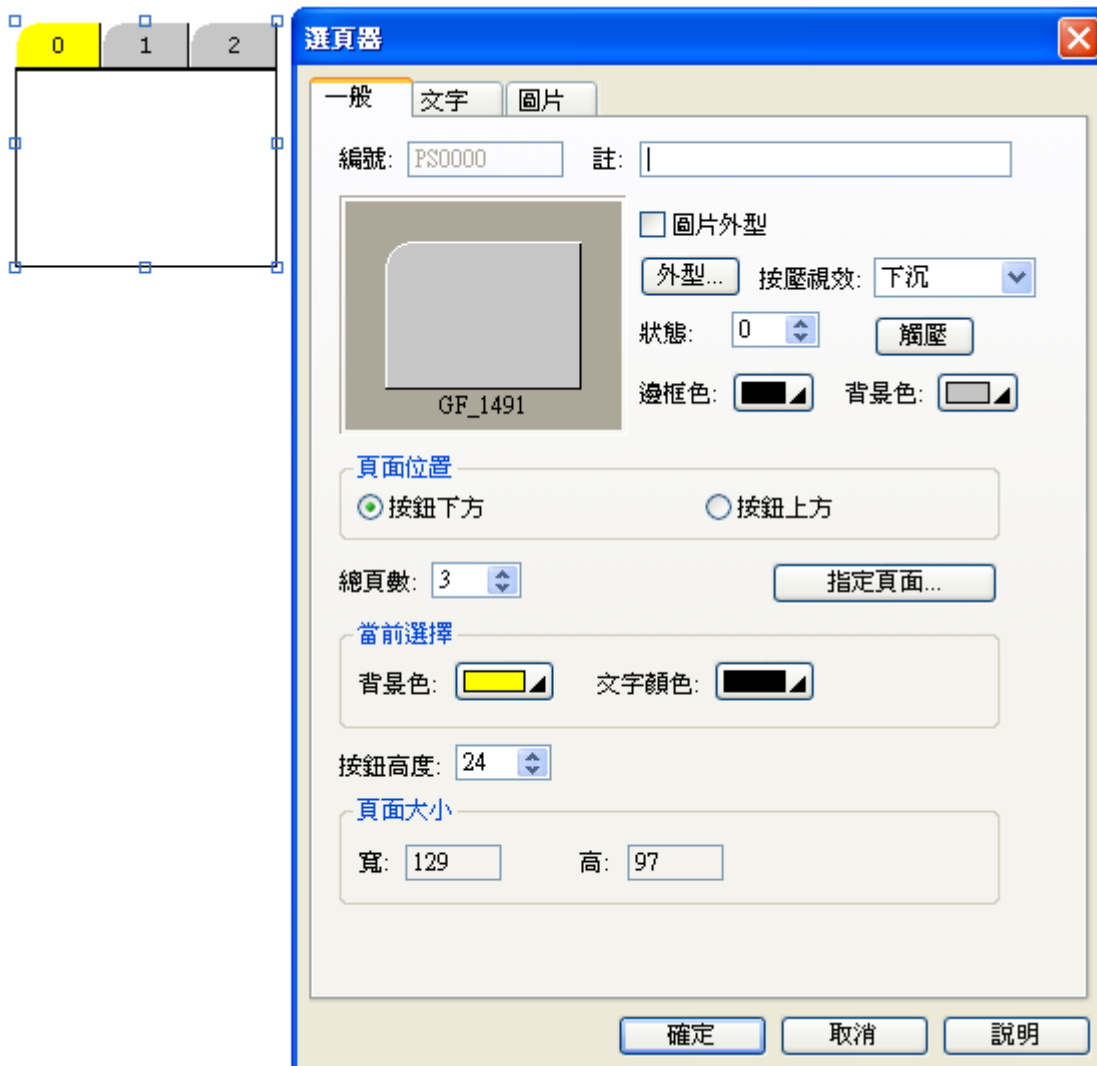 0 1 2
選頁器
一般 文字 圖片
編號: PS0000 註:
圖片外型
外型... 按壓視效: 下沉
狀態: 0 觸壓
邊框色: 背景色:
GF_1491
頁面位置
按鈕下方 按鈕上方
總頁數: 3 指定頁面...
當前選擇
背景色: 文字顏色:
按鈕高度: 24
頁面大小
寬: 129 高: 97
確定 取消 說明